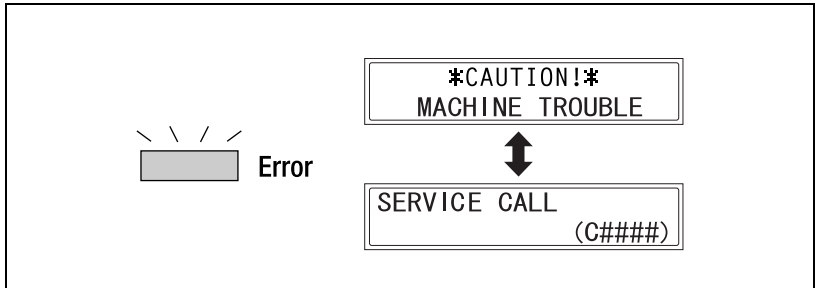 *CAUTION!*
MACHINE TROUBLE
Error
SERVICE CALL
(C####)